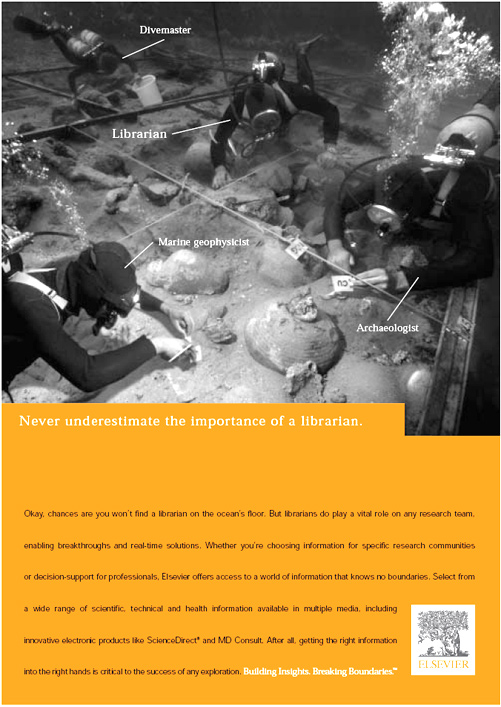 Divemaster
Librarian
Marine geophysicist
Archaeologist
Never underestimate the importance of a librarian.
Okay, chances are you won't find a librarian on the ocean's floor. But librarians do play a vital role on any research team,
enabling breakthroughs and real-time solutions. Whether you're choosing information for specific research communities
or decision-support for professionals, Elsevier offers access to a world of information that knows no boundaries. Select from
a wide range of scientific, technical and health information available in multiple media, including
innovative electronic products like ScienceDirect® and MD Consult. After all, getting the right information
into the right hands is critical to the success of any exploration. Building Insights. Breaking Boundaries.™
ELSEVIER